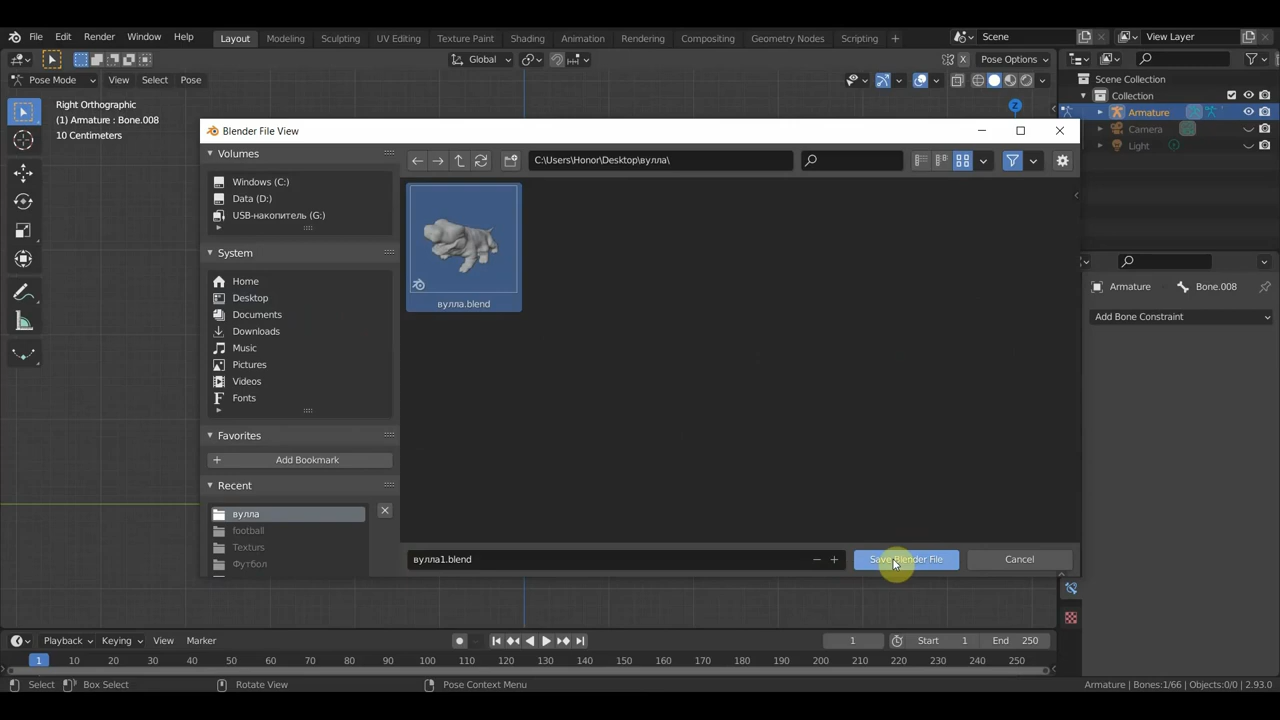 File Edit Render Window Help Layout Modeling Sculpting UV Editing Texture Paint Shading Animation Rendering Compositing Geometry Nodes Scripting Scene View Layer
Global Pose Options
Pose Mode View Select Pose
Right Orthographic
(1) Armature : Bone.008
10 Centimeters
Z
Scene Collection
Collection
Armature
Camera
Light
Blender File View
Volumes
C:\Users\Honor\Desktop\вулла\
Windows (C:)
Data (D:)
USB-накопитель (G:)
System
Home
Desktop
Documents
Downloads
Music
Pictures
Videos
Fonts
вулла.blend
Favorites
Add Bookmark
Recent
вулла
football
Texturs
Футбол
вулла1.blend
Save Blender File
Cancel
Armature Bone.008
Add Bone Constraint
Playback Keying View Marker 1 Start 1 End 250
1 10 20 30 40 50 60 70 80 90 100 110 120 130 140 150 160 170 180 190 200 210 220 230 240 250
Select Box Select Rotate View Pose Context Menu Armature | Bones:1/66 | Objects:0/0 | 2.93.0